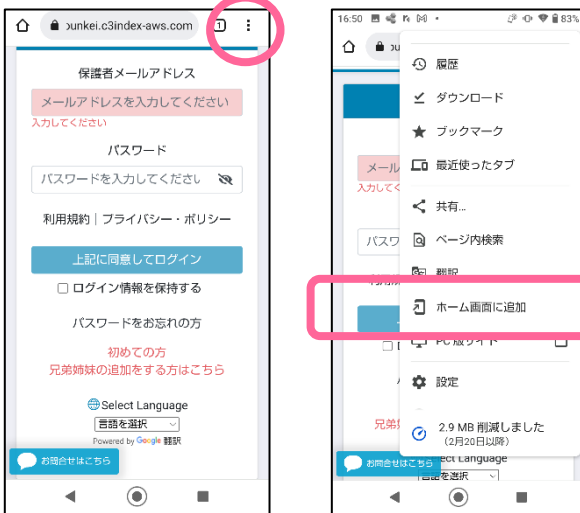 ounkei.c3index-aws.com
1
保護者メールアドレス
メールアドレスを入力してください
入力してください
パスワード
パスワードを入力してくださ
利用規約｜プライバシー・ポリシー
上記に同意してログイン
ログイン情報を保持する
パスワードをお忘れの方
初めての方
兄弟姉妹の追加をする方はこちら
Select Language
言語を選択
Powered by Google 翻訳
お問合せはこちら
16:50
83%
履歴
ダウンロード
ブックマーク
最近使ったタブ
メール
入力して
共有...
パスワ
ページ内検索
翻訳
ホーム画面に追加
PC 版サイト
設定
兄弟
2.9 MB 削減しました
（2月20日以降）
ect Language
お問合せはこちら
言語を選択